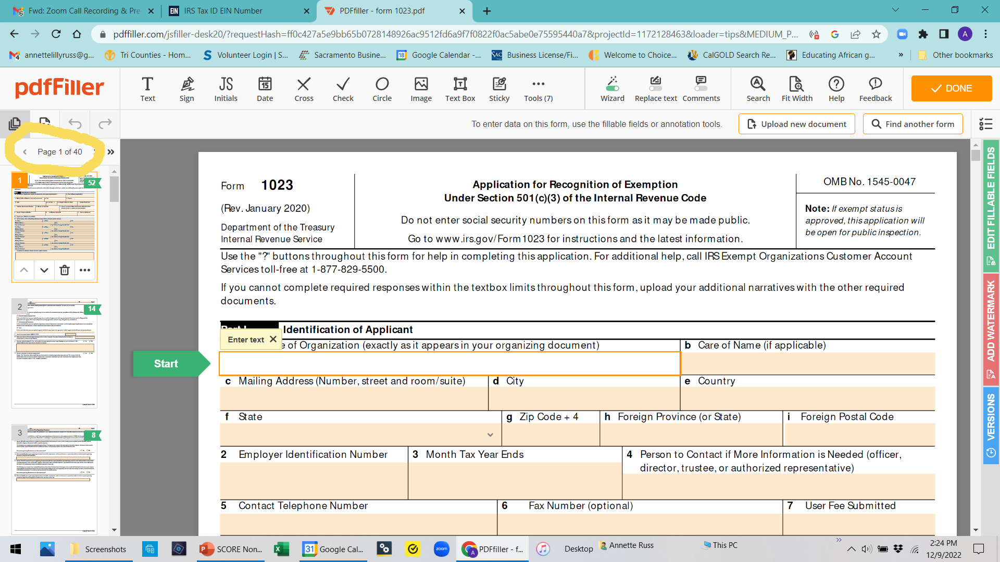 Fwd: Zoom Call Recording & Pre
IRS Tax ID EIN Number
PDFfiller - form 1023.pdf
pdffiller.com/jsfiller-desk20/?requestHash=ff0c427a5e9bb65b0728148926ac9512fd6a9f7f0822f0ac5abe0e75595440a7&projectId=1172128463&loader=tips&MEDIUM_P...
annettelillyruss@g...
Tri Counties - Hom...
Volunteer Login | S...
Sacramento Busine...
Google Calendar -...
Business License/Fi...
Welcome to Choice...
CalGOLD Search Re...
Educating African g...
»
Other bookmarks
pdfFiller
Text
Sign
Initials
Date
Cross
Check
Circle
Image
Text Box
Sticky
Tools (7)
Wizard
Replace text
Comments
Search
Fit Width
Help
Feedback
DONE
To enter data on this form, use the fillable fields or annotation tools.
Upload new document
Find another form
Page 1 of 40
1
52
2
14
3
8
EDIT FILLABLE FIELDS
ADD WATERMARK
VERSIONS
Form 1023
(Rev. January 2020)
Department of the Treasury
Internal Revenue Service
Application for Recognition of Exemption
Under Section 501(c)(3) of the Internal Revenue Code
Do not enter social security numbers on this form as it may be made public.
Go to www.irs.gov/Form1023 for instructions and the latest information.
OMB No. 1545-0047
Note: If exempt status is
approved, this application will
be open for public inspection.
Use the "?" buttons throughout this form for help in completing this application. For additional help, call IRS Exempt Organizations Customer Account
Services toll-free at 1-877-829-5500.
If you cannot complete required responses within the textbox limits throughout this form, upload your additional narratives with the other required
documents.
Identification of Applicant
Enter text
e of Organization (exactly as it appears in your organizing document)
b Care of Name (if applicable)
Start
c Mailing Address (Number, street and room/suite)
d City
e Country
f State
g Zip Code + 4
h Foreign Province (or State)
i Foreign Postal Code
2 Employer Identification Number
3 Month Tax Year Ends
4 Person to Contact if More Information is Needed (officer,
director, trustee, or authorized representative)
5 Contact Telephone Number
6 Fax Number (optional)
7 User Fee Submitted
Screenshots
SCORE Non...
Google Cal...
zoom
PDFfiller - f...
Desktop
Annette Russ
This PC
2:24 PM
12/9/2022